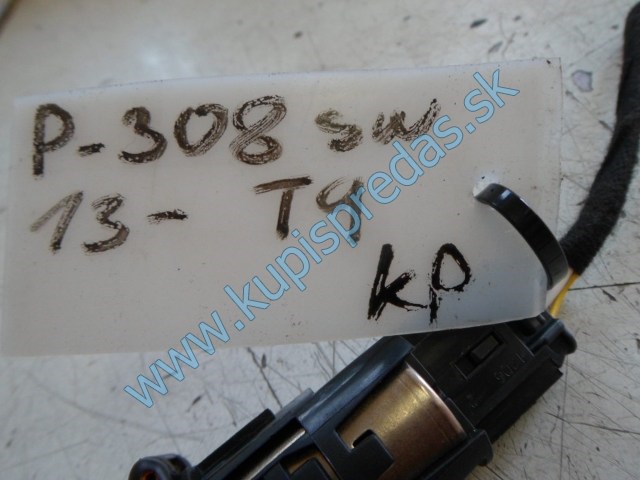 P-308 SW
13- T9
KP
www.kupispredas.sk